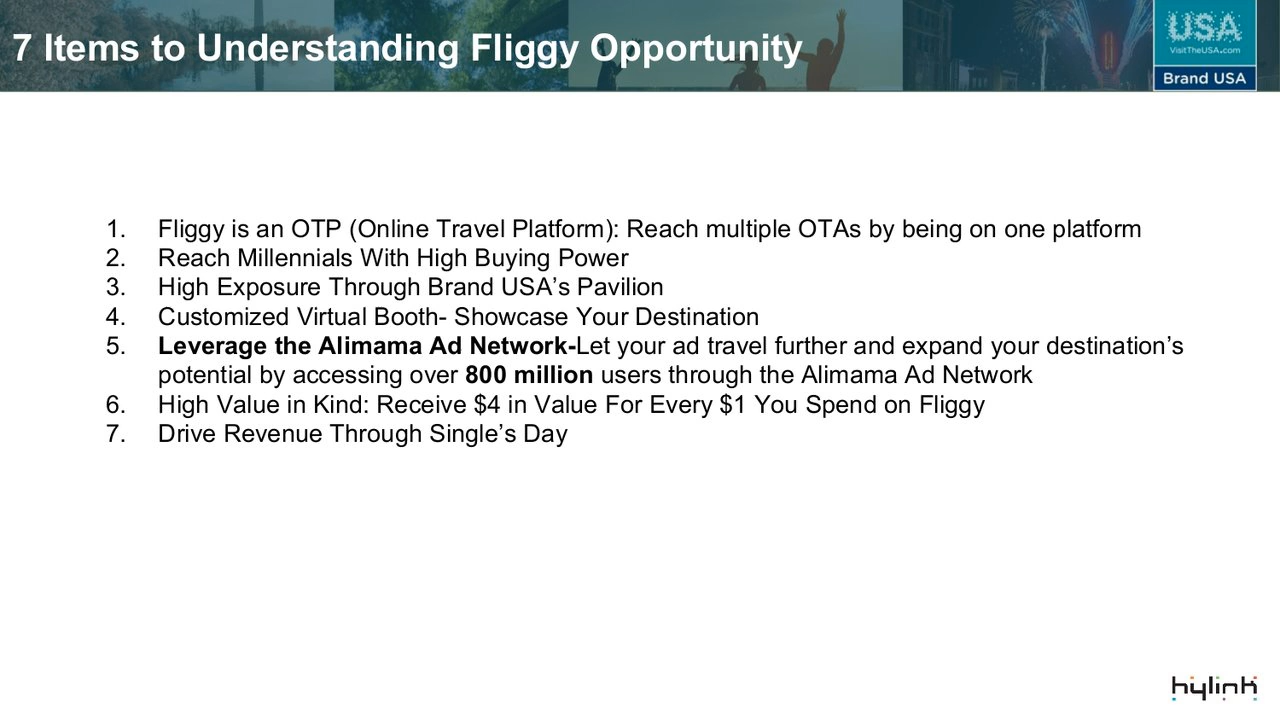 7 Items to Understanding Fliggy Opportunity
USA
VisitTheUSA.com
Brand USA
1. Fliggy is an OTP (Online Travel Platform): Reach multiple OTAs by being on one platform
2. Reach Millennials With High Buying Power
3. High Exposure Through Brand USA’s Pavilion
4. Customized Virtual Booth- Showcase Your Destination
5. Leverage the Alimama Ad Network-Let your ad travel further and expand your destination’s
potential by accessing over 800 million users through the Alimama Ad Network
6. High Value in Kind: Receive $4 in Value For Every $1 You Spend on Fliggy
7. Drive Revenue Through Single’s Day
hylink